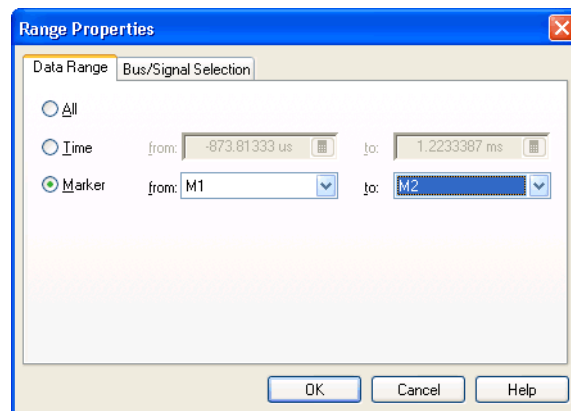 Range Properties
Data Range Bus/Signal Selection
All
Time from: -873.81333 us to: 1.2233387 ms
Marker from: M1 to: M2
OK Cancel Help